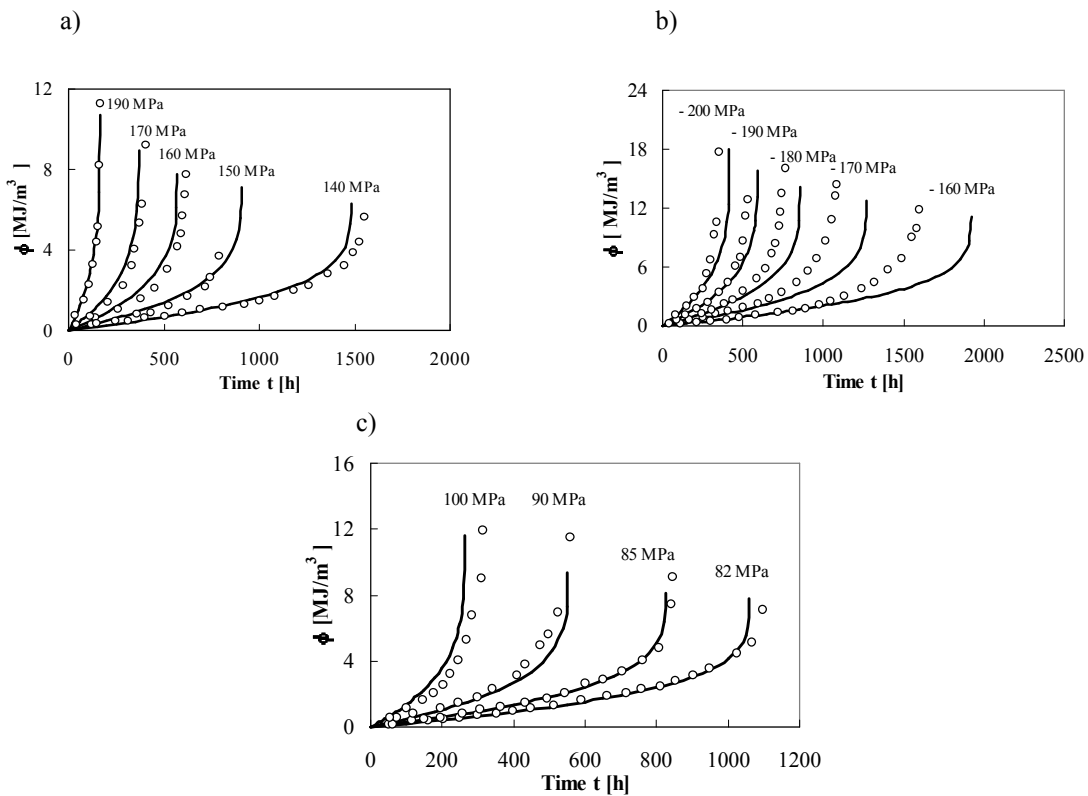 a)
12
8
4
0
ϕ [MJ/m³ ]
190 MPa
170 MPa
160 MPa
150 MPa
140 MPa
0 500 1000 1500 2000
Time t [h]
b)
24
18
12
6
0
ϕ [ MJ/m³ ]
- 200 MPa
- 190 MPa
- 180 MPa
- 170 MPa
- 160 MPa
0 500 1000 1500 2000 2500
Time t [h]
c)
16
12
8
4
0
ϕ [MJ/m³ ]
100 MPa
90 MPa
85 MPa
82 MPa
0 200 400 600 800 1000 1200
Time t [h]